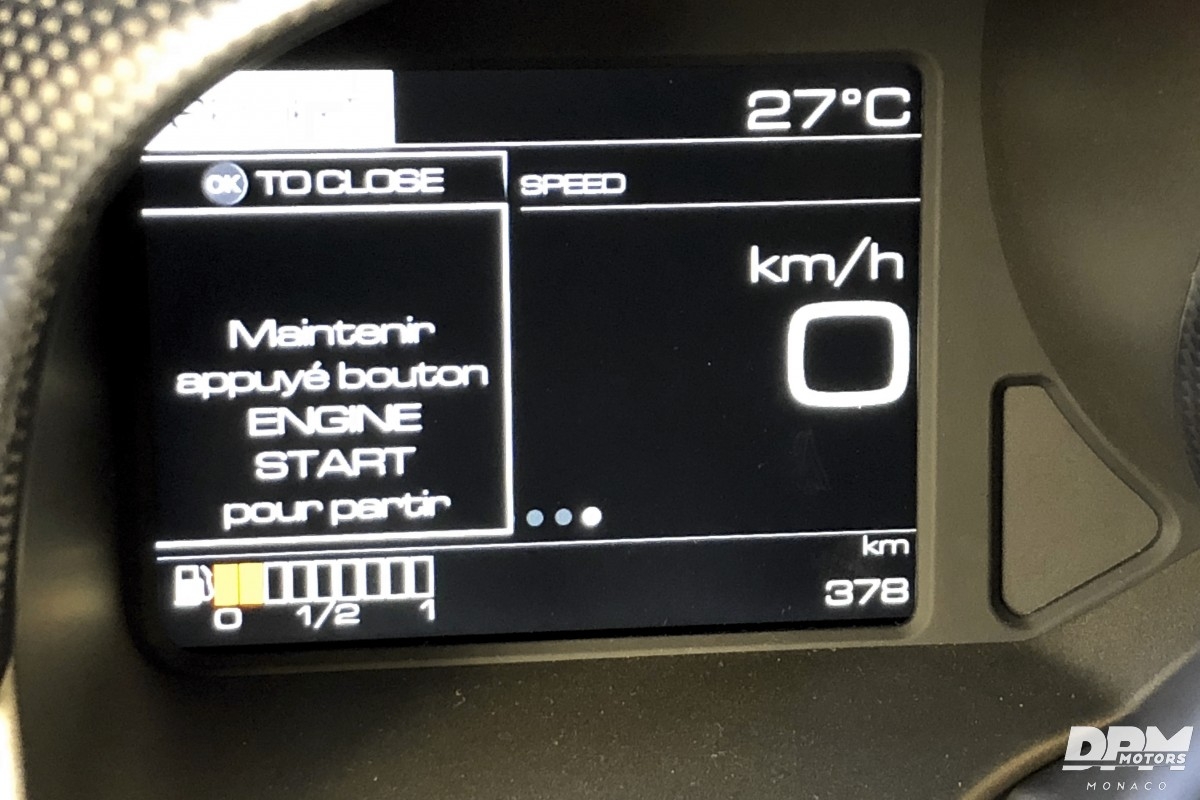 27°C
OK TO CLOSE
SPEED
km/h
0
Maintenir
appuyé bouton
ENGINE
START
pour partir
km
378
0 1/2 1
DPM
MOTORS
MONACO